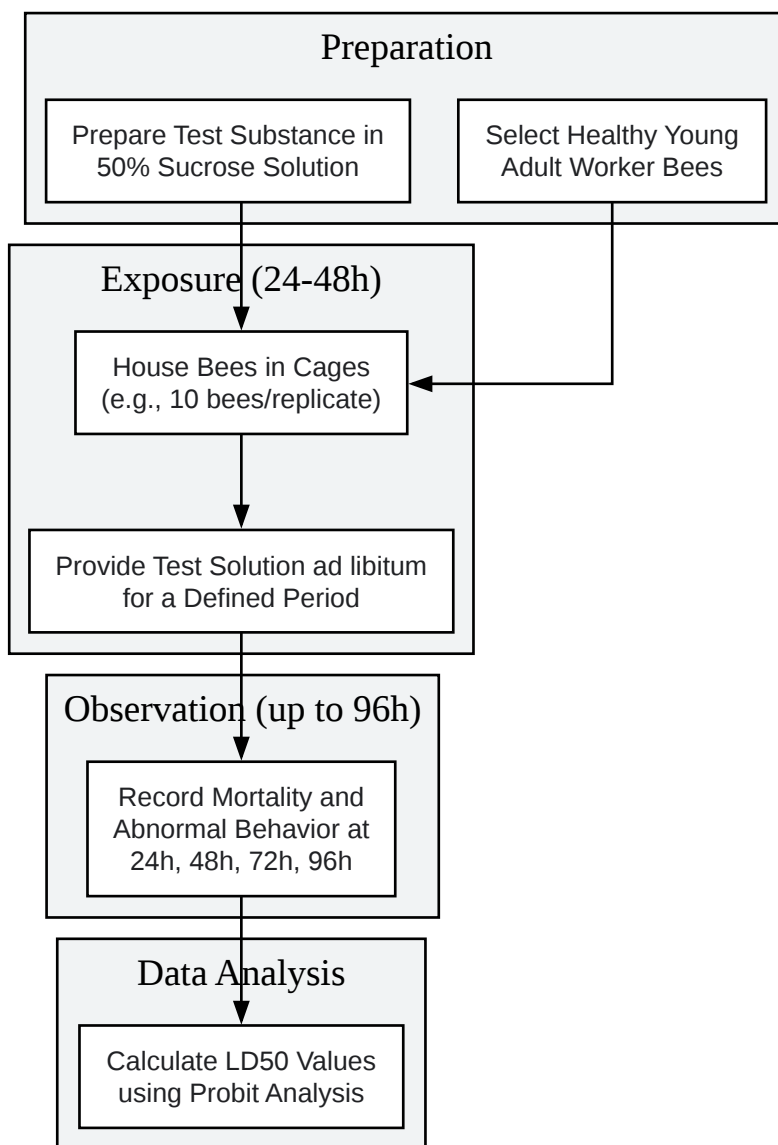 Preparation
Prepare Test Substance in
50% Sucrose Solution
Select Healthy Young
Adult Worker Bees
Exposure (24-48h)
House Bees in Cages
(e.g., 10 bees/replicate)
Provide Test Solution ad libitum
for a Defined Period
Observation (up to 96h)
Record Mortality and
Abnormal Behavior at
24h, 48h, 72h, 96h
Data Analysis
Calculate LD50 Values
using Probit Analysis